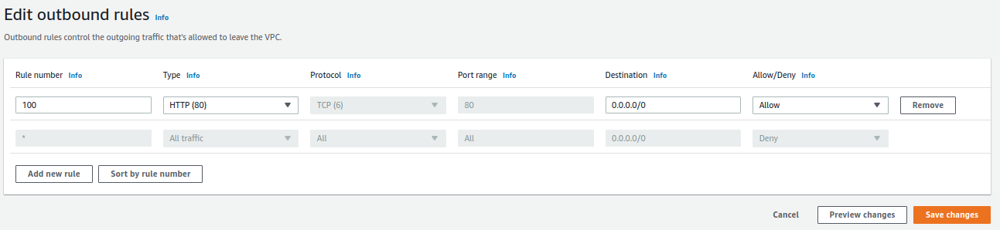 Edit outbound rules Info
Outbound rules control the outgoing traffic that's allowed to leave the VPC.
Rule number Info Type Info Protocol Info Port range Info Destination Info Allow/Deny Info
100 HTTP (80) TCP (6) 80 0.0.0.0/0 Allow Remove
* All traffic All All 0.0.0.0/0 Deny
Add new rule Sort by rule number
Cancel Preview changes Save changes